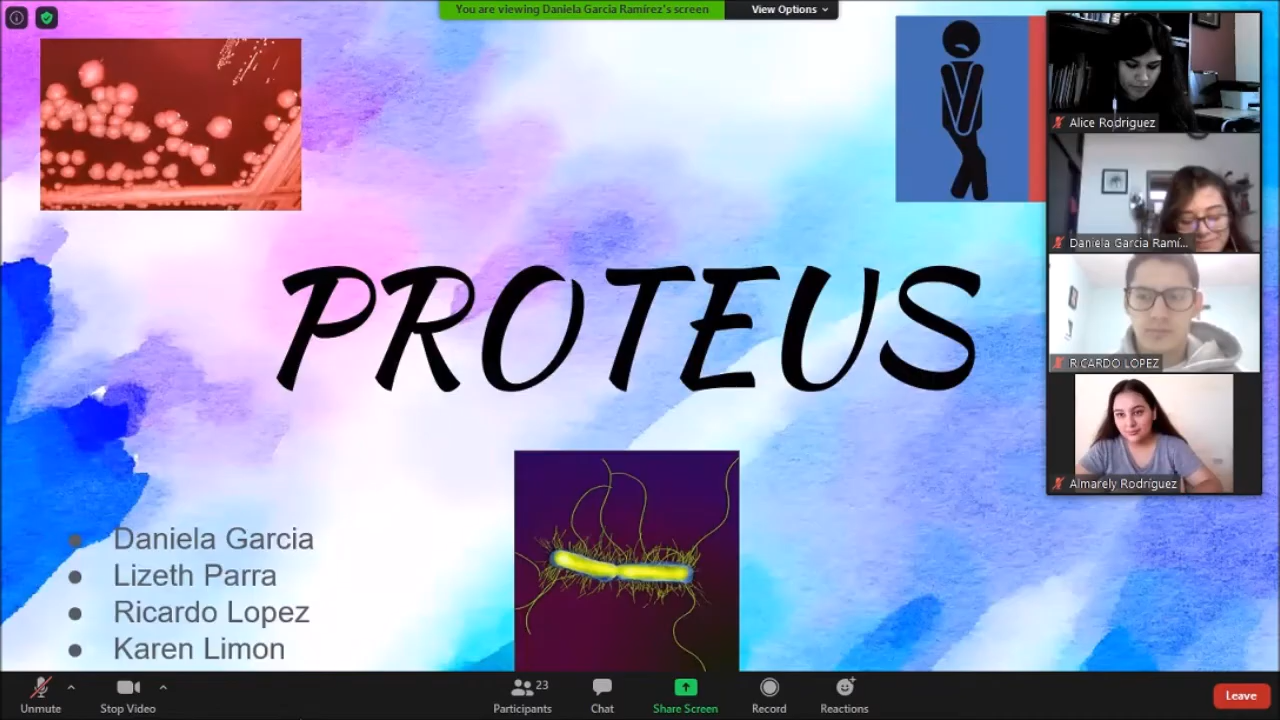 You are viewing Daniela Garcia Ramírez's screen
View Options
Alice Rodriguez
Daniela Garcia Ramí...
RICARDO LOPEZ
Almarely Rodríguez
PROTEUS
Daniela Garcia
Lizeth Parra
Ricardo Lopez
Karen Limon
Unmute
Stop Video
23
Participants
Chat
Share Screen
Record
Reactions
Leave